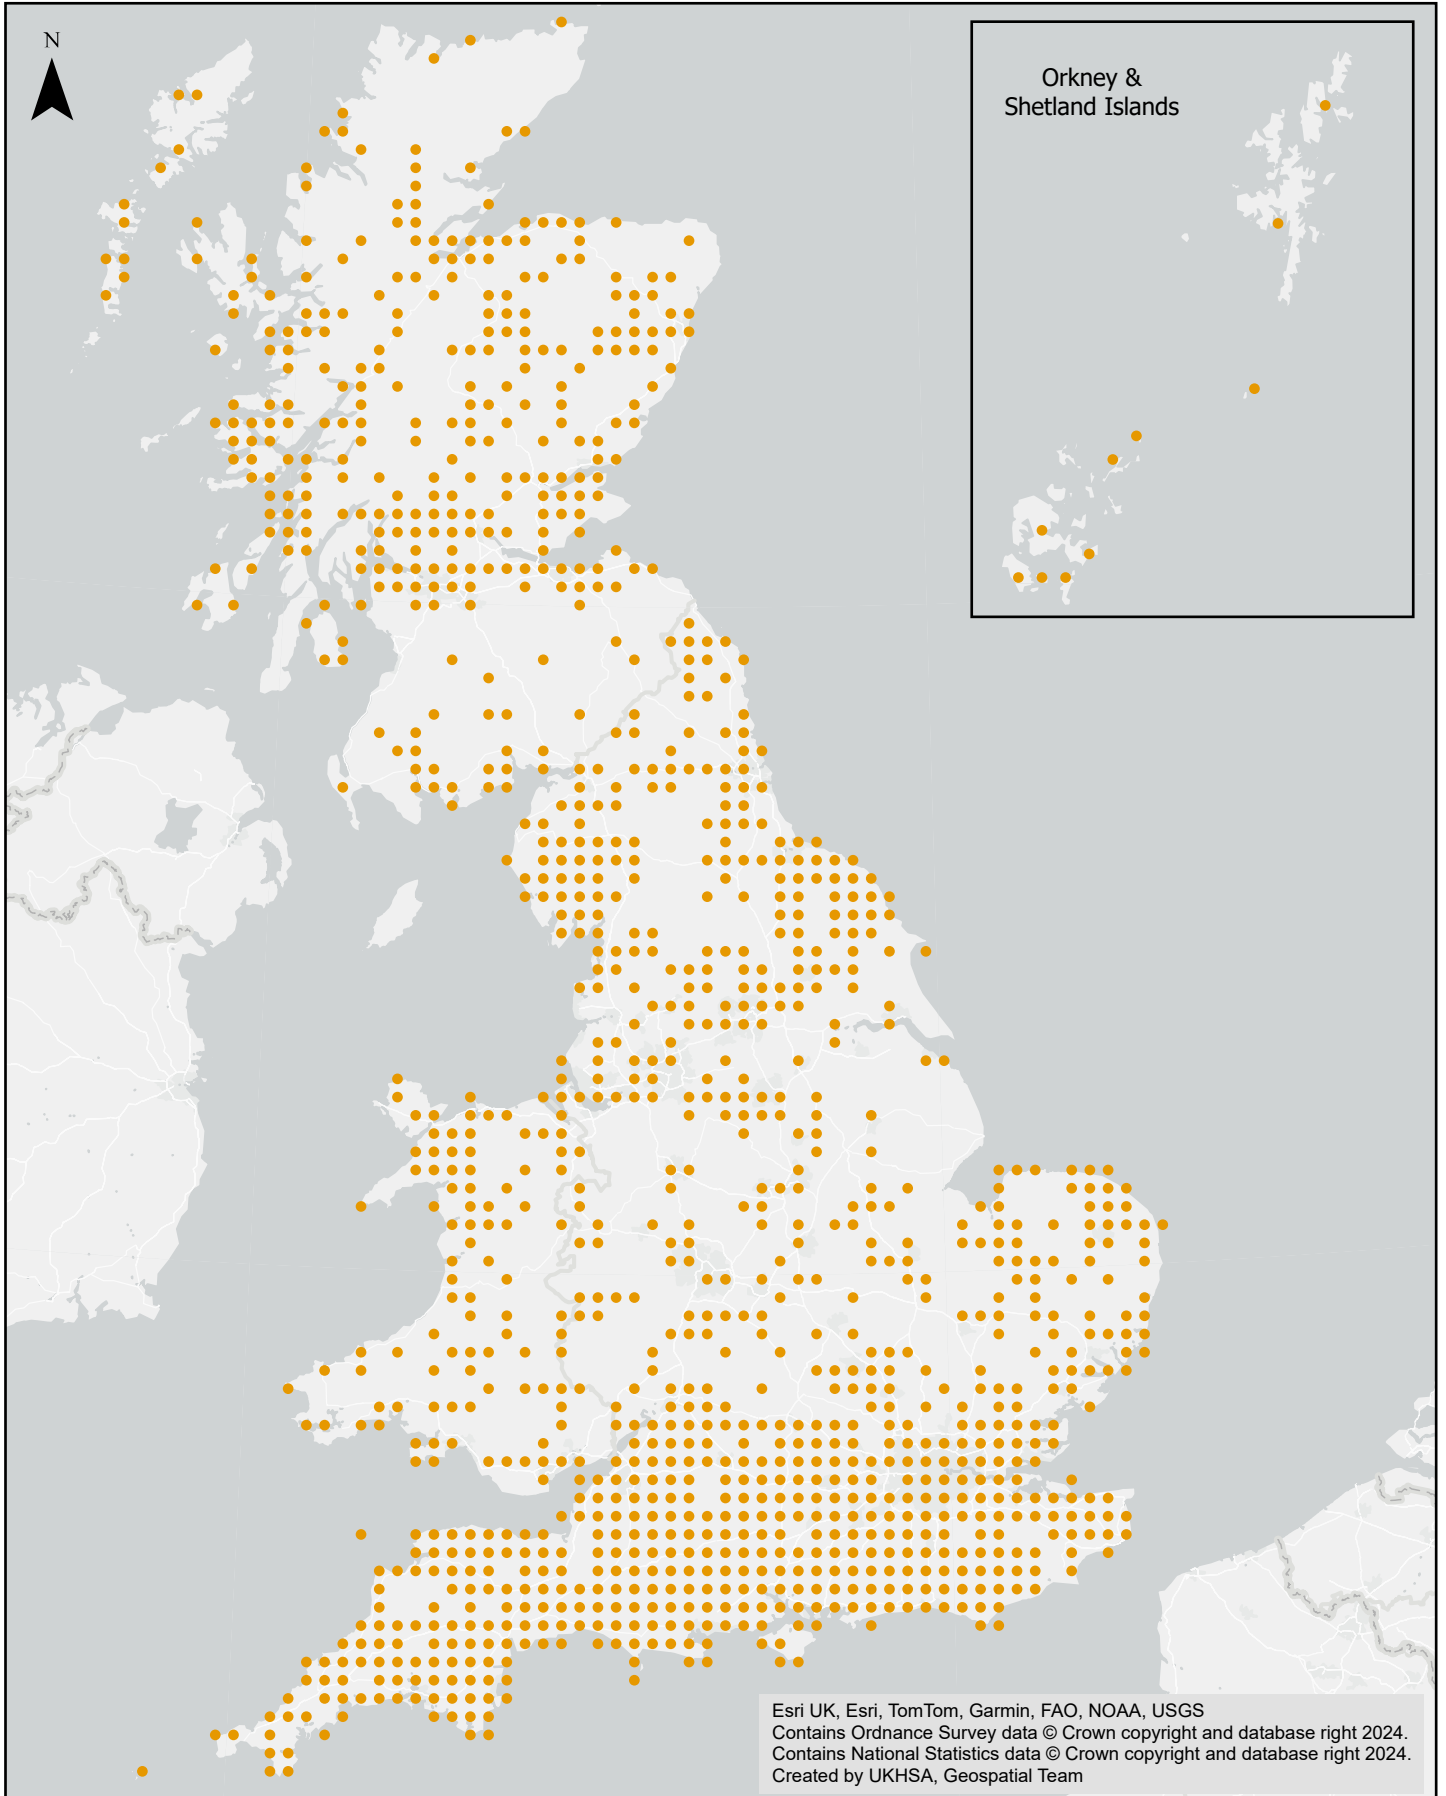 N
Orkney &
Shetland Islands
Esri UK, Esri, TomTom, Garmin, FAO, NOAA, USGS
Contains Ordnance Survey data © Crown copyright and database right 2024.
Contains National Statistics data © Crown copyright and database right 2024.
Created by UKHSA, Geospatial Team